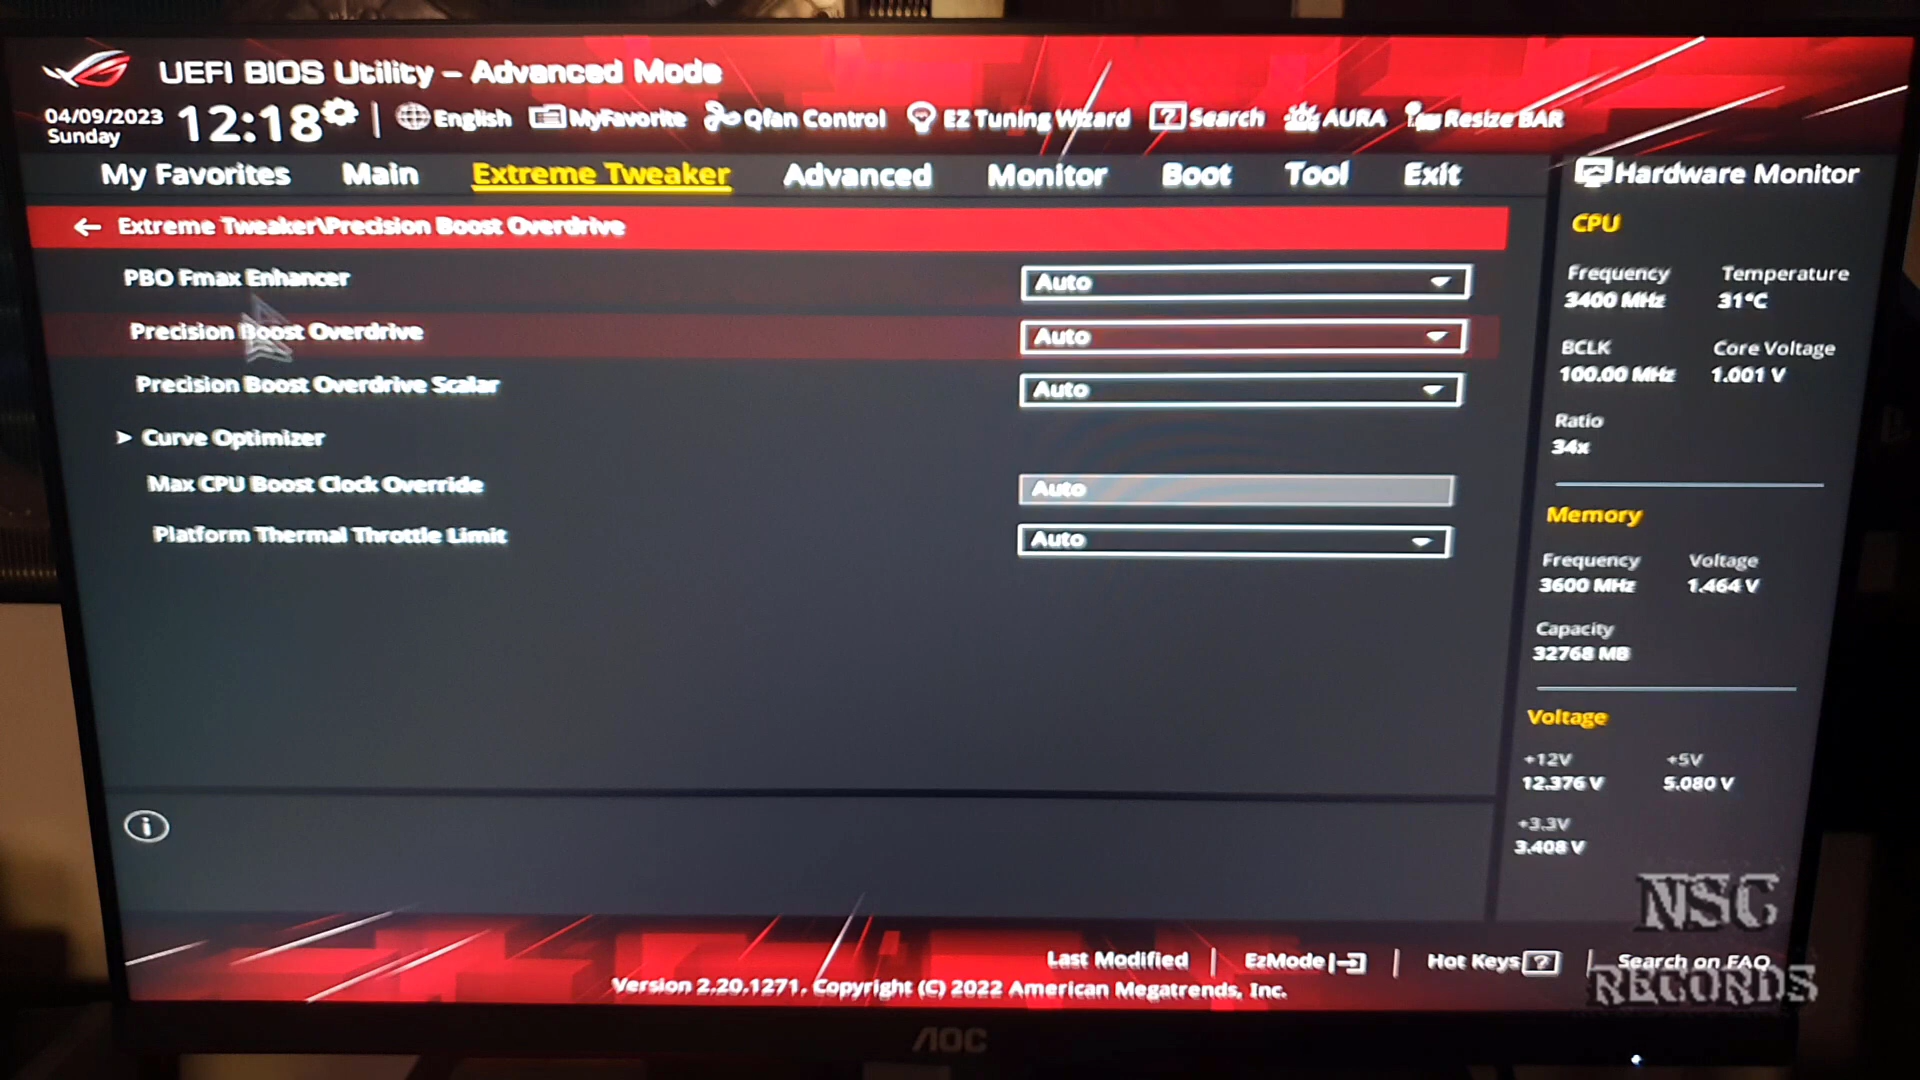 UEFI BIOS Utility – Advanced Mode
04/09/2023
Sunday
12:18
English
MyFavorite
Qfan Control
EZ Tuning Wizard
Search
AURA
Resize BAR
My Favorites
Main
Extreme Tweaker
Advanced
Monitor
Boot
Tool
Exit
Extreme Tweaker\Precision Boost Overdrive
PBO Fmax Enhancer
Auto
Precision Boost Overdrive
Auto
Precision Boost Overdrive Scalar
Auto
Curve Optimizer
Max CPU Boost Clock Override
Auto
Platform Thermal Throttle Limit
Auto
Hardware Monitor
CPU
Frequency Temperature
3400 MHz 31°C
BCLK Core Voltage
100.00 MHz 1.001 V
Ratio
34x
Memory
Frequency Voltage
3600 MHz 1.464 V
Capacity
32768 MB
Voltage
+12V +5V
12.376 V 5.080 V
+3.3V
3.408 V
Last Modified
EzMode
Hot Keys ?
Search on FAQ
Version 2.20.1271. Copyright (C) 2022 American Megatrends, Inc.
NSC
RECORDS
AOC